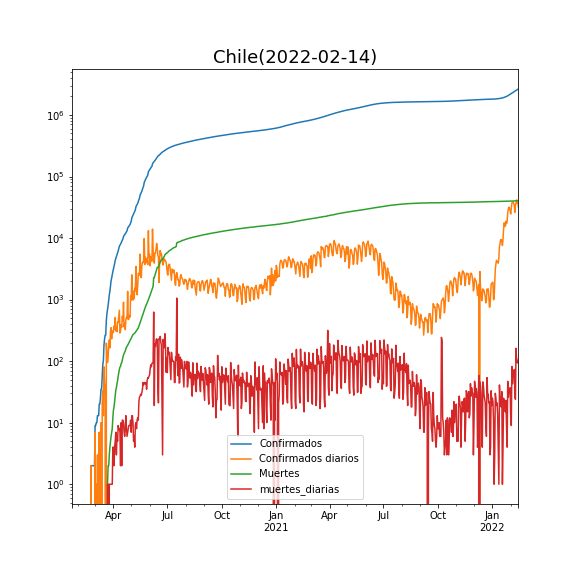 Chile(2022-02-14)
10⁶
10⁵
10⁴
10³
10²
10¹
10⁰
Confirmados
Confirmados diarios
Muertes
muertes_diarias
Apr Jul Oct Jan Apr Jul Oct Jan
2021 2022